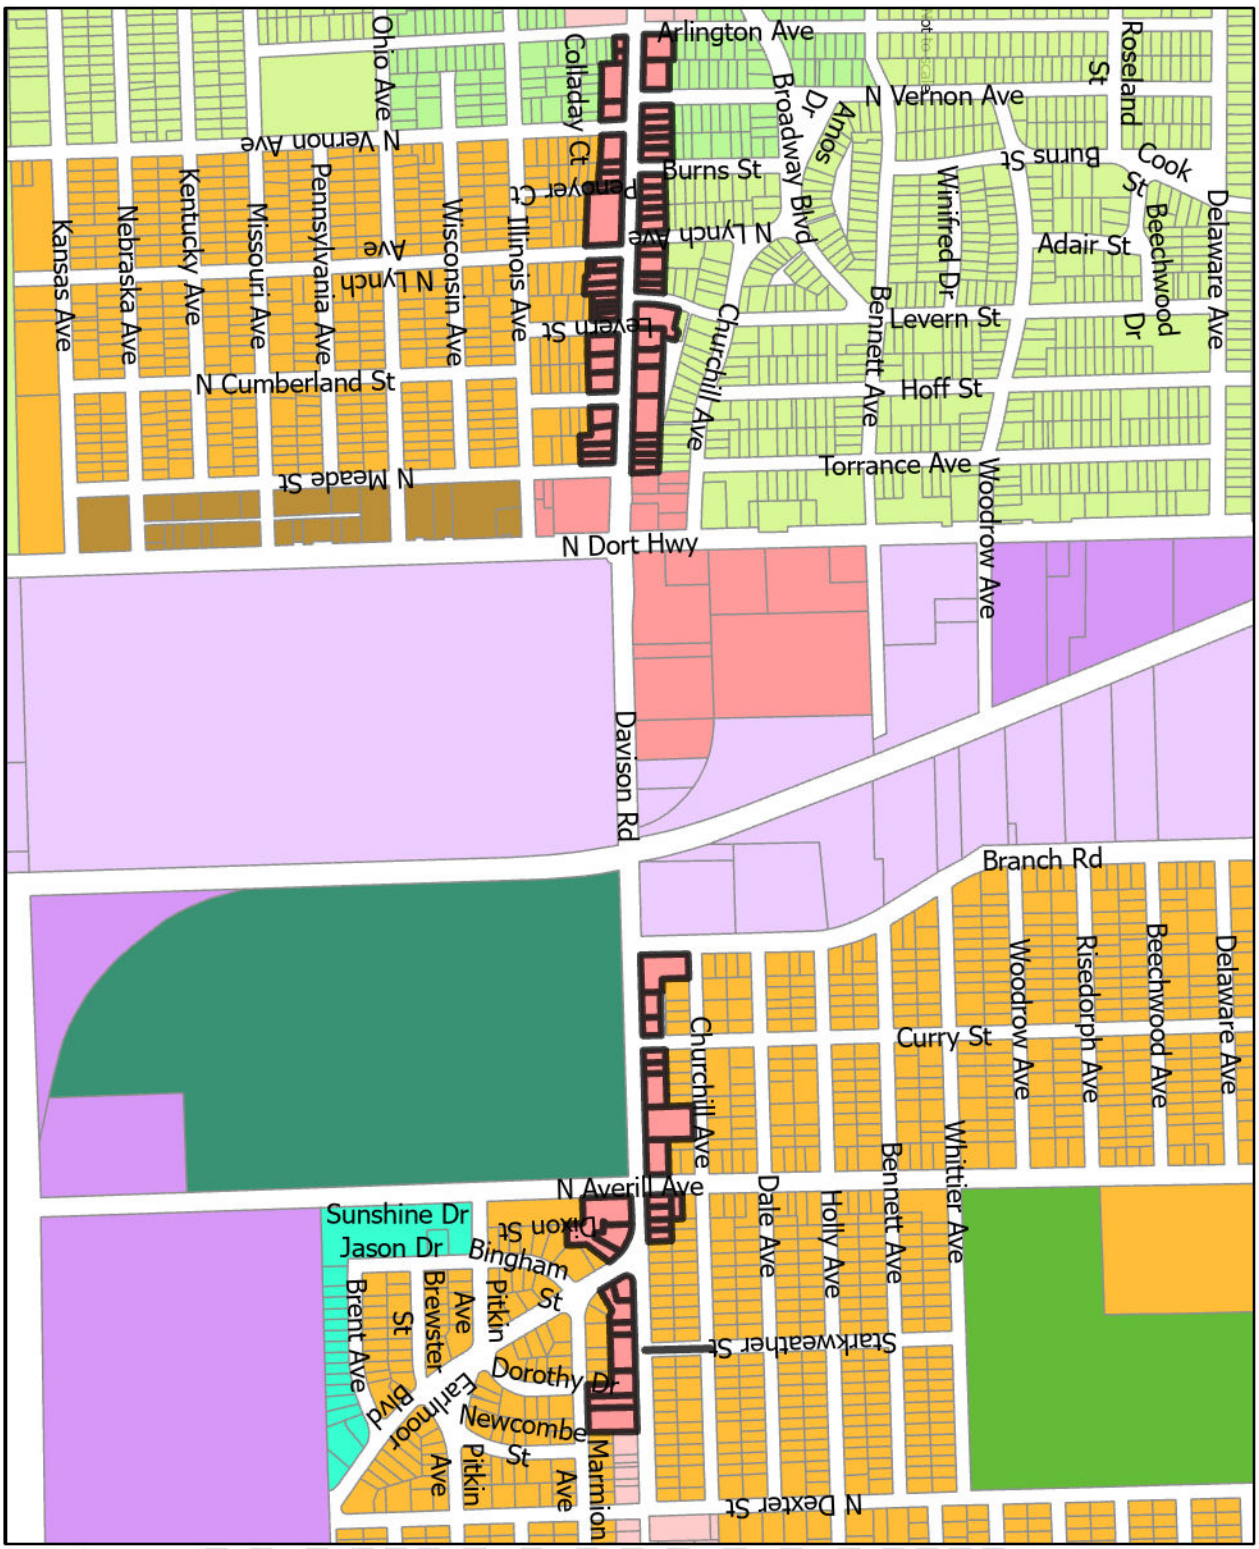 Arlington Ave
Ohio Ave
Colladay Ct
Roseland
St
Not to scale
N Vernon Ave
Broadway Blvd
Amos
Dr
N Vernon Ave
Burns St
Cook
St
Burns St
Penoyer Ct
Kentucky Ave
Pennsylvania Ave
Missouri Ave
Nebraska Ave
Kansas Ave
Wisconsin Ave
Illinois Ave
Winifred Dr
Beechwood
Dr
Delaware Ave
N Lynch Ave
Adair St
N Lynch
Ave
Levern St
Levern St
Churchill Ave
Bennett Ave
N Cumberland St
Hoff St
Torrance Ave
Woodrow Ave
N Meade St
N Dort Hwy
Davison Rd
Branch Rd
Woodrow Ave
Risedorph Ave
Beechwood Ave
Delaware Ave
Churchill Ave
Curry St
Whittier Ave
Bennett Ave
N Averill Ave
Dale Ave
Holly Ave
Sunshine Dr
Dixon St
Jason Dr
Bingham
St
Brent Ave
Brewster
St
Pitkin
Ave
Starkweather St
Dorothy Dr
Earlmoor
Blvd
Newcombe
St
Marmion
Ave
Pitkin
Ave
N Dexter St